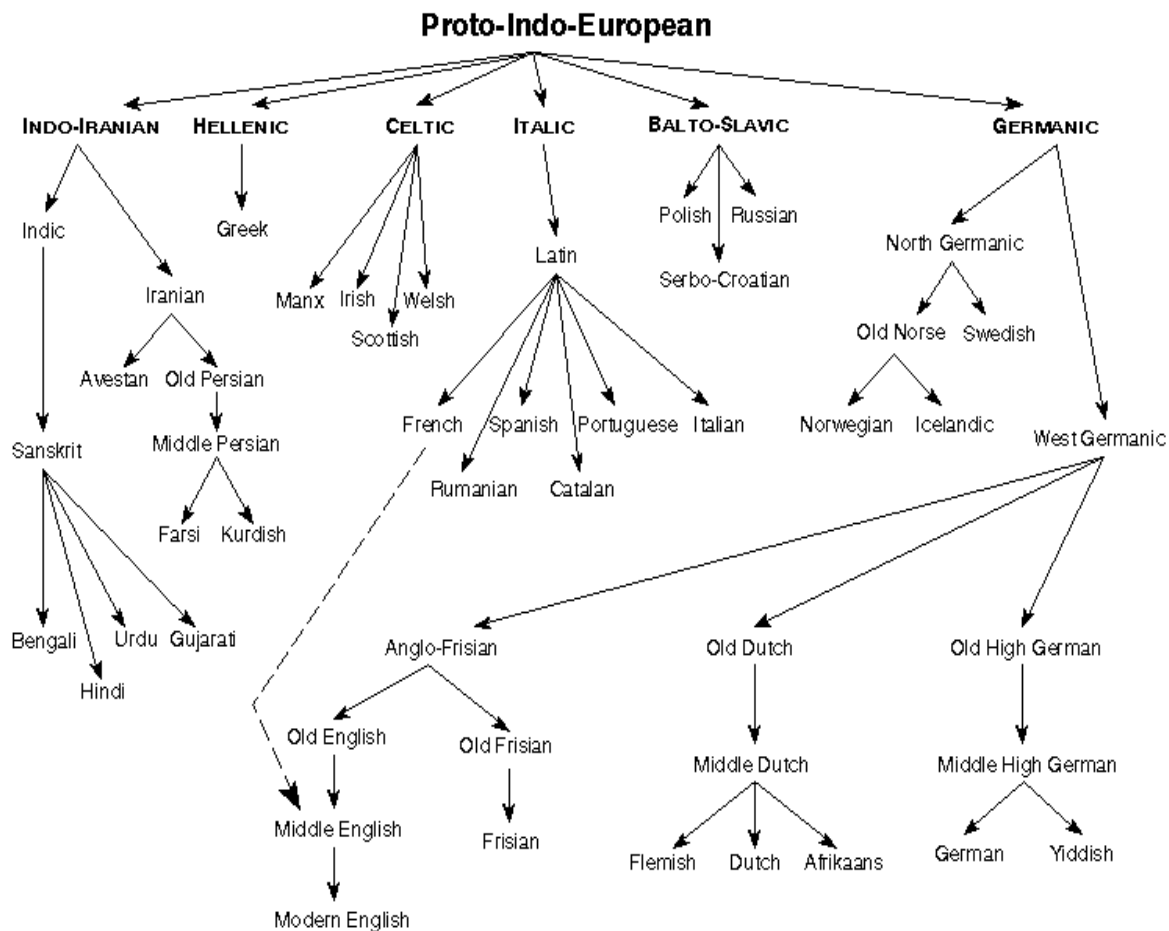 Proto-Indo-European
INDO-IRANIAN HELLENIC CELTIC ITALIC BALTO-SLAVIC GERMANIC
Indic Greek Polish Russian
North Germanic
Latin
Serbo-Croatian
Iranian Manx Irish Welsh
Scottish Old Norse Swedish
Avestan Old Persian
French Spanish Portuguese Italian Norwegian Icelandic
Sanskrit Middle Persian West Germanic
Rumanian Catalan
Farsi Kurdish
Bengali Urdu Gujarati Anglo-Frisian Old Dutch Old High German
Hindi
Old English Old Frisian
Middle Dutch Middle High German
Middle English Frisian
Flemish Dutch Afrikaans German Yiddish
Modern English